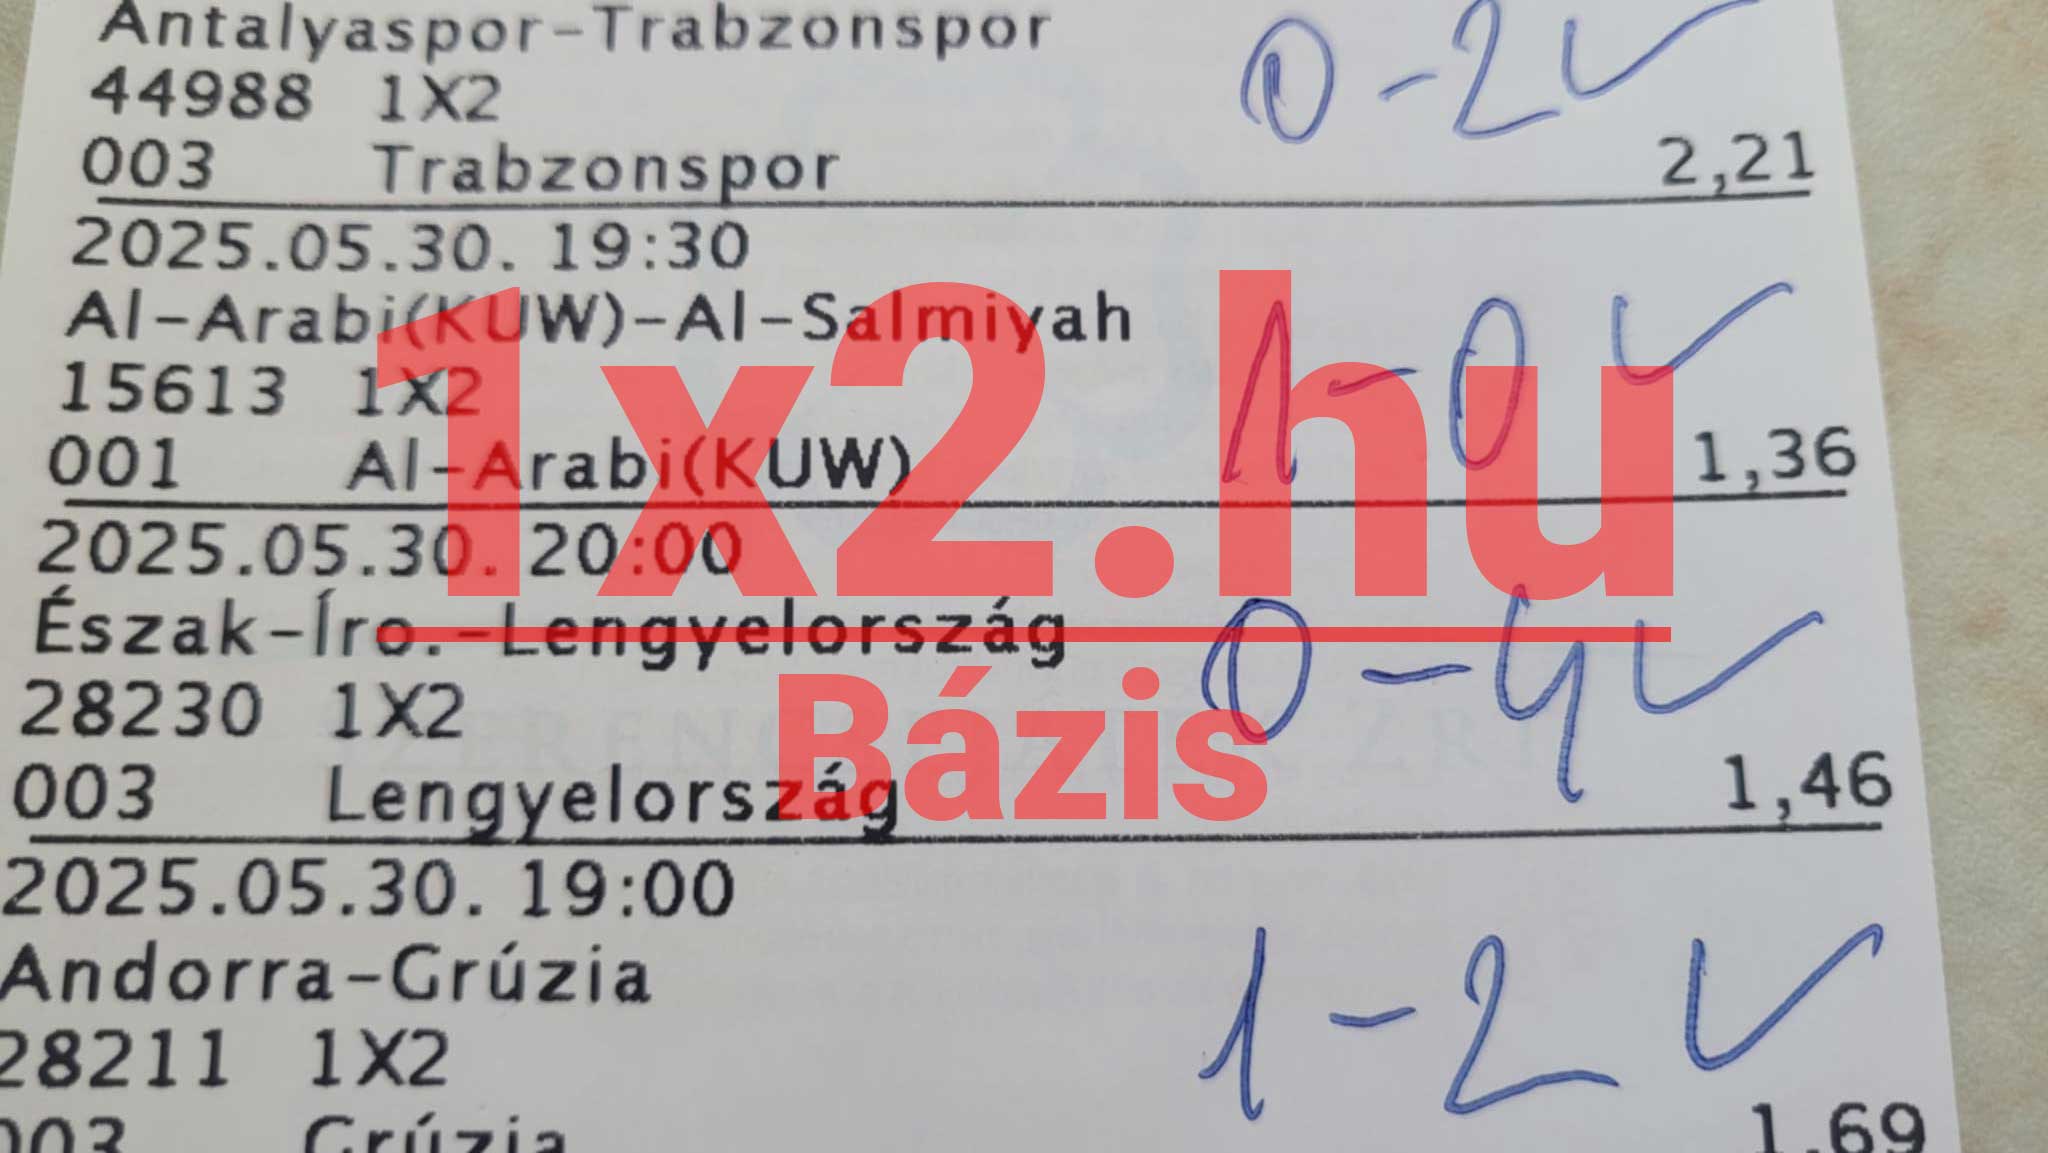 Antalyaspor-Trabzonspor 0-2✓
44988 1X2
003 Trabzonspor 2,21
2025.05.30. 19:30
Al-Arabi(KUW)-Al-Salmiyah 1-0✓
15613 1X2
001 Al-Arabi(KUW) 1,36
2025.05.30. 20:00
Észak-Íro.-Lengyelország 0-4✓
28230 1X2
003 Lengyelország 1,46
2025.05.30. 19:00
Andorra-Grúzia 1-2✓
28211 1X2
003 Grúzia 1,69
1x2.hu
Bázis